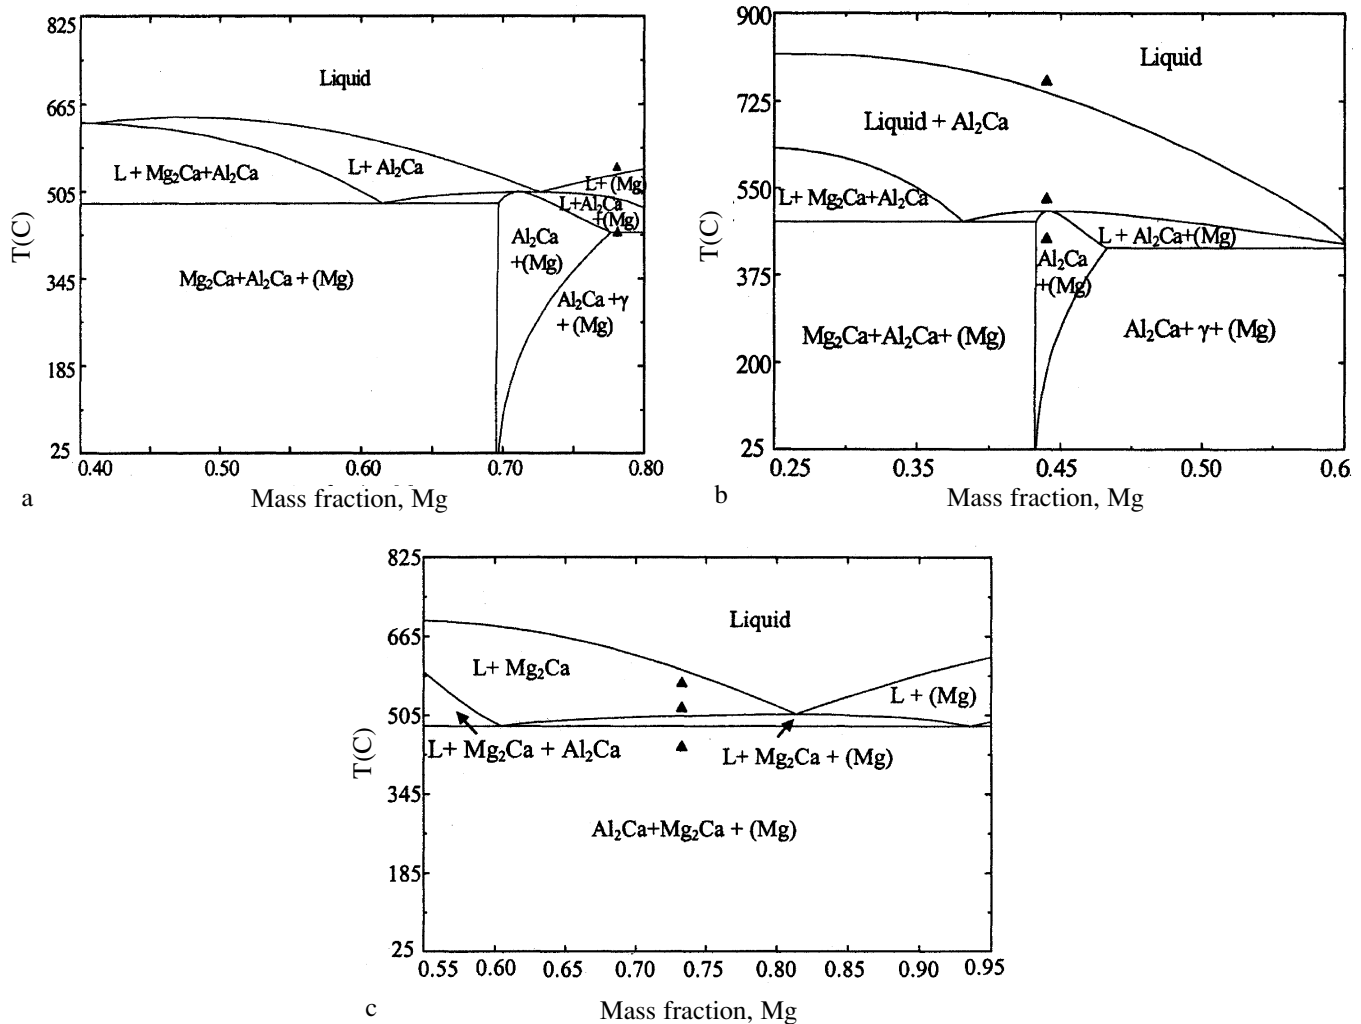 825
665
505
345
185
25
T(C)
Liquid
L + Mg₂Ca+Al₂Ca
L+ Al₂Ca
L+ (Mg)
L+Al₂Ca
+(Mg)
Al₂Ca
+(Mg)
Mg₂Ca+Al₂Ca + (Mg)
Al₂Ca +γ
+ (Mg)
0.40 0.50 0.60 0.70 0.80
a
Mass fraction, Mg
900
725
550
375
200
25
T(C)
Liquid
Liquid + Al₂Ca
L+ Mg₂Ca+Al₂Ca
L + Al₂Ca+(Mg)
Al₂Ca
+(Mg)
Mg₂Ca+Al₂Ca+ (Mg)
Al₂Ca+ γ+ (Mg)
0.25 0.35 0.45 0.50 0.6
b
Mass fraction, Mg
825
665
505
345
185
25
T(C)
Liquid
L+ Mg₂Ca
L + (Mg)
L+ Mg₂Ca + Al₂Ca
L+ Mg₂Ca + (Mg)
Al₂Ca+Mg₂Ca + (Mg)
0.55 0.60 0.65 0.70 0.75 0.80 0.85 0.90 0.95
c
Mass fraction, Mg